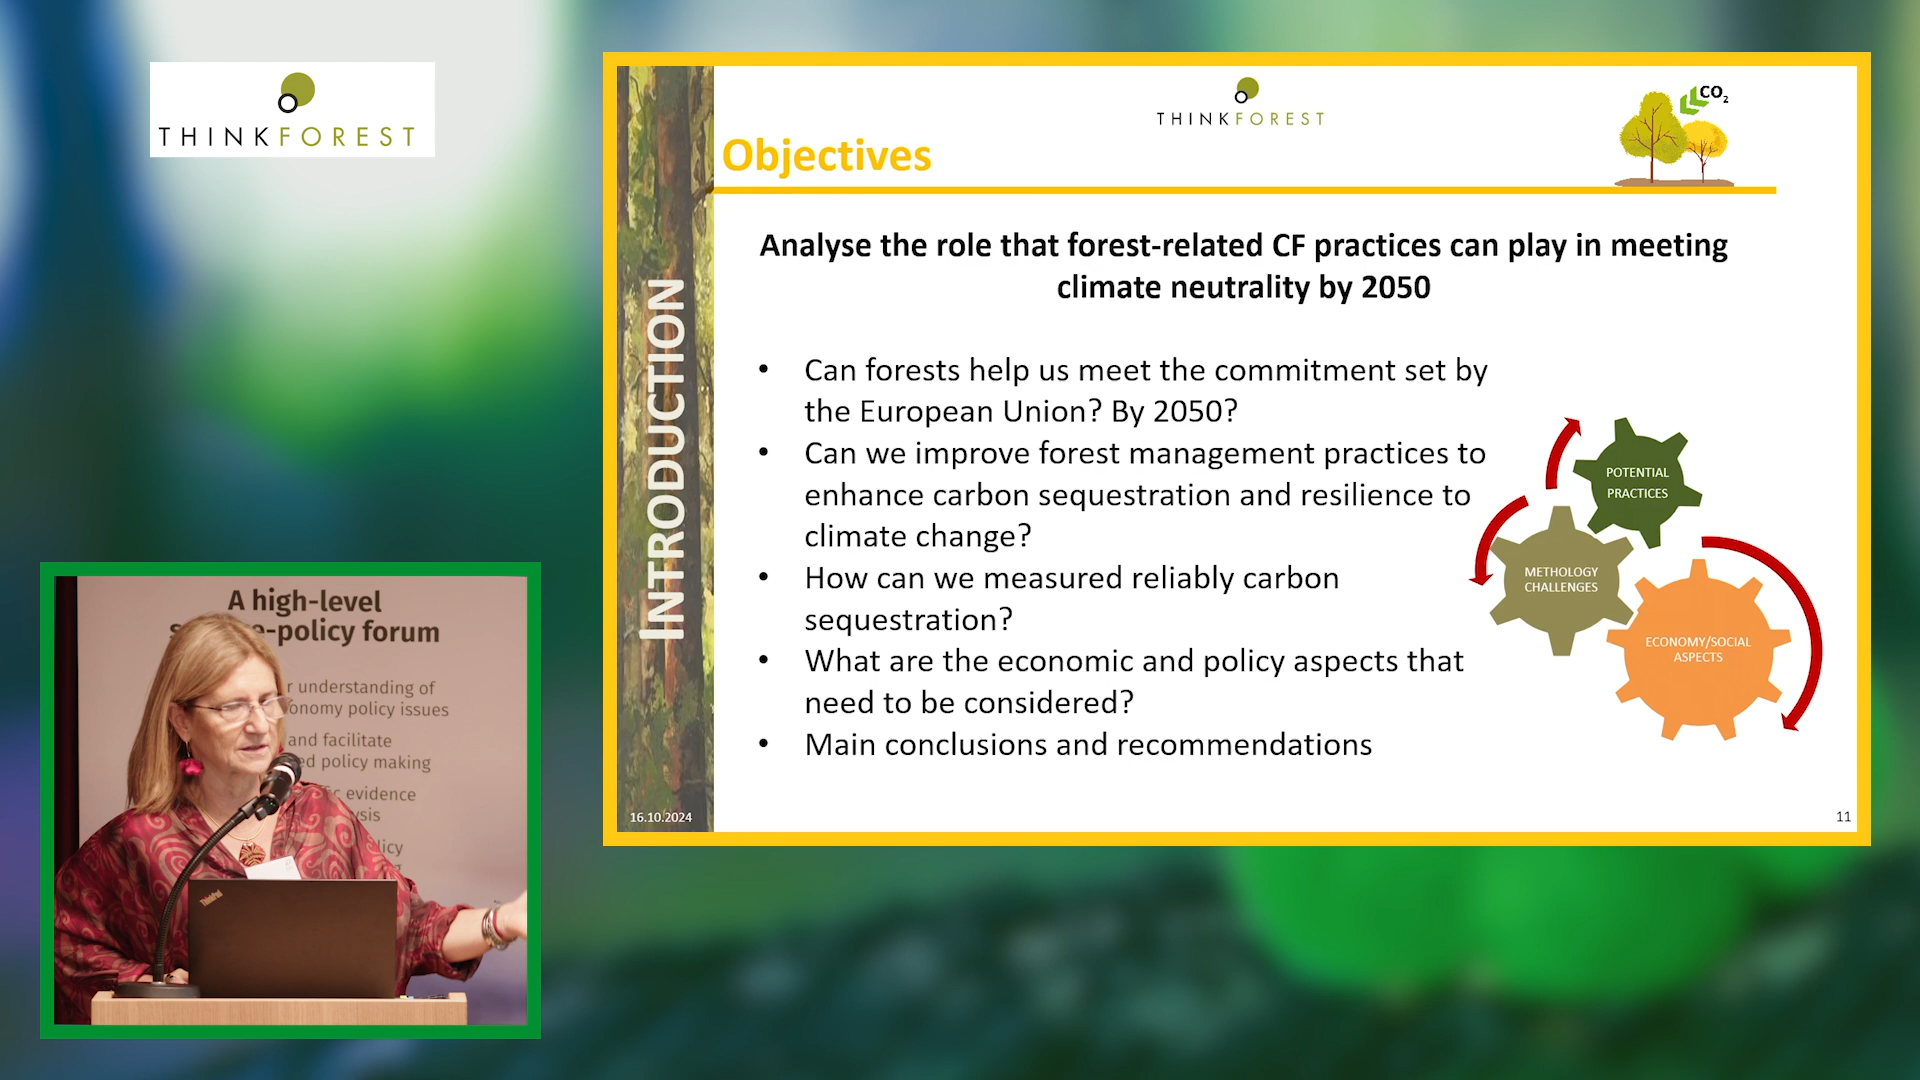 THINKFOREST
THINKFOREST
CO2
Objectives
INTRODUCTION
Analyse the role that forest-related CF practices can play in meeting
climate neutrality by 2050
• Can forests help us meet the commitment set by
the European Union? By 2050?
• Can we improve forest management practices to
enhance carbon sequestration and resilience to
climate change?
• How can we measured reliably carbon
sequestration?
• What are the economic and policy aspects that
need to be considered?
• Main conclusions and recommendations
POTENTIAL
PRACTICES
METHOLOGY
CHALLENGES
ECONOMY/SOCIAL
ASPECTS
16.10.2024
11
A high-level
-policy forum
understanding of
policy issues
and facilitate
policy making
evidence
ThinkPad